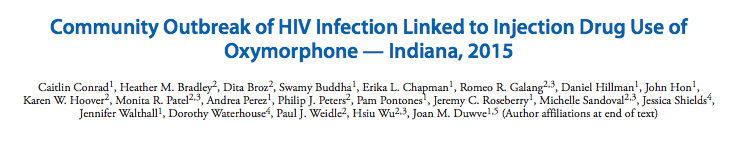 Community Outbreak of HIV Infection Linked to Injection Drug Use of
Oxymorphone — Indiana, 2015
Caitlin Conrad1, Heather M. Bradley2, Dita Broz2, Swamy Buddha1, Erika L. Chapman1, Romeo R. Galang2,3, Daniel Hillman1, John Hon1,
Karen W. Hoover2, Monita R. Patel2,3, Andrea Perez1, Philip J. Peters2, Pam Pontones1, Jeremy C. Roseberry1, Michelle Sandoval2,3, Jessica Shields4,
Jennifer Walthall1, Dorothy Waterhouse4, Paul J. Weidle2, Hsiu Wu2,3, Joan M. Duwve1,5 (Author affiliations at end of text)